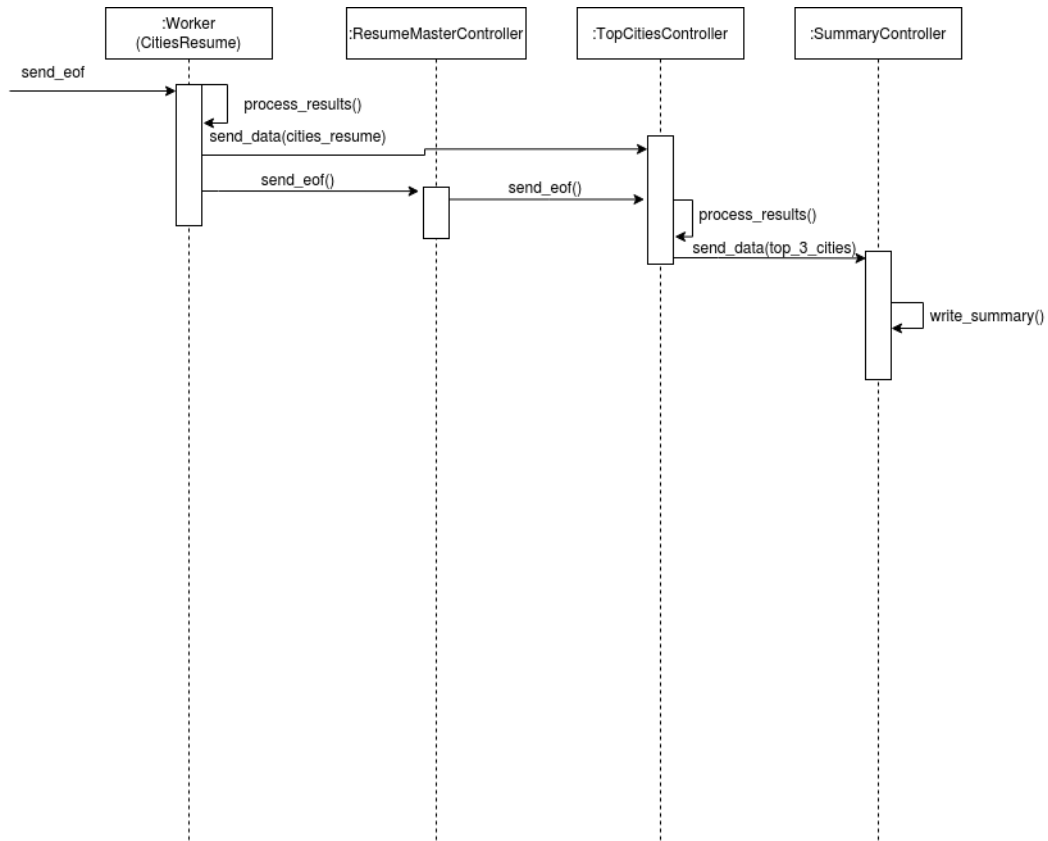 :Worker
(CitiesResume)
:ResumeMasterController
:TopCitiesController
:SummaryController
send_eof
process_results()
send_data(cities_resume)
send_eof()
send_eof()
process_results()
send_data(top_3_cities)
write_summary()